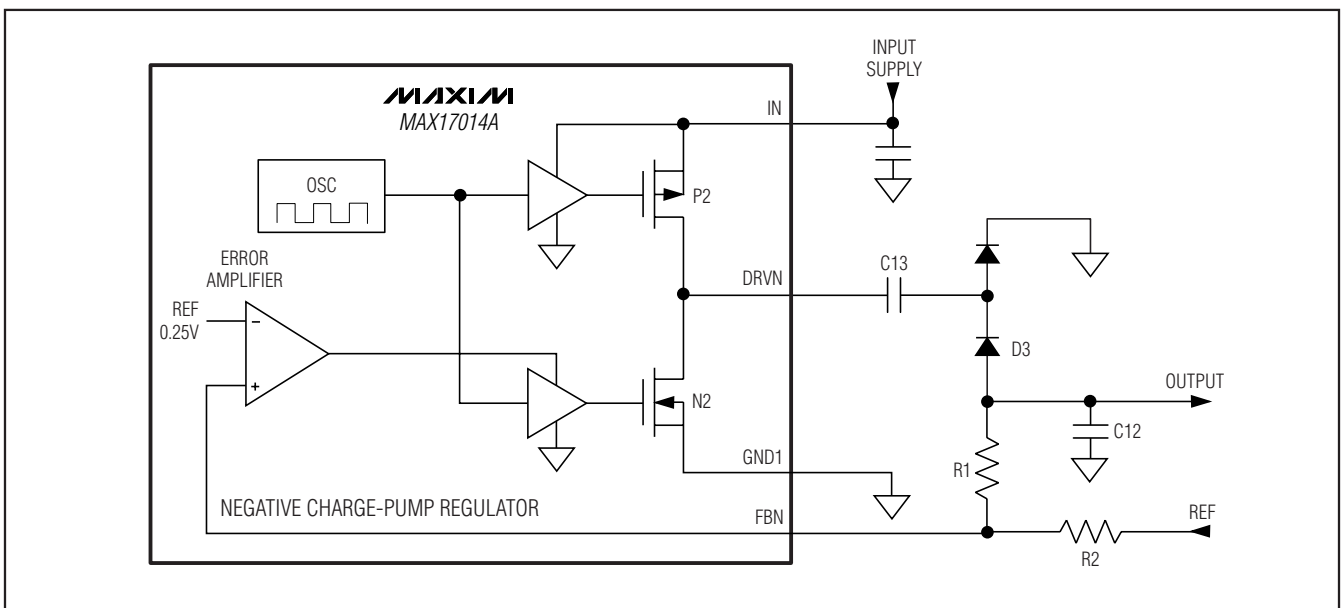 INPUT
SUPPLY
MAXIM
MAX17014A
IN
OSC
P2
ERROR
AMPLIFIER
C13
DRVN
REF
0.25V
−
+
D3
N2
OUTPUT
C12
GND1
R1
NEGATIVE CHARGE-PUMP REGULATOR
FBN
REF
R2